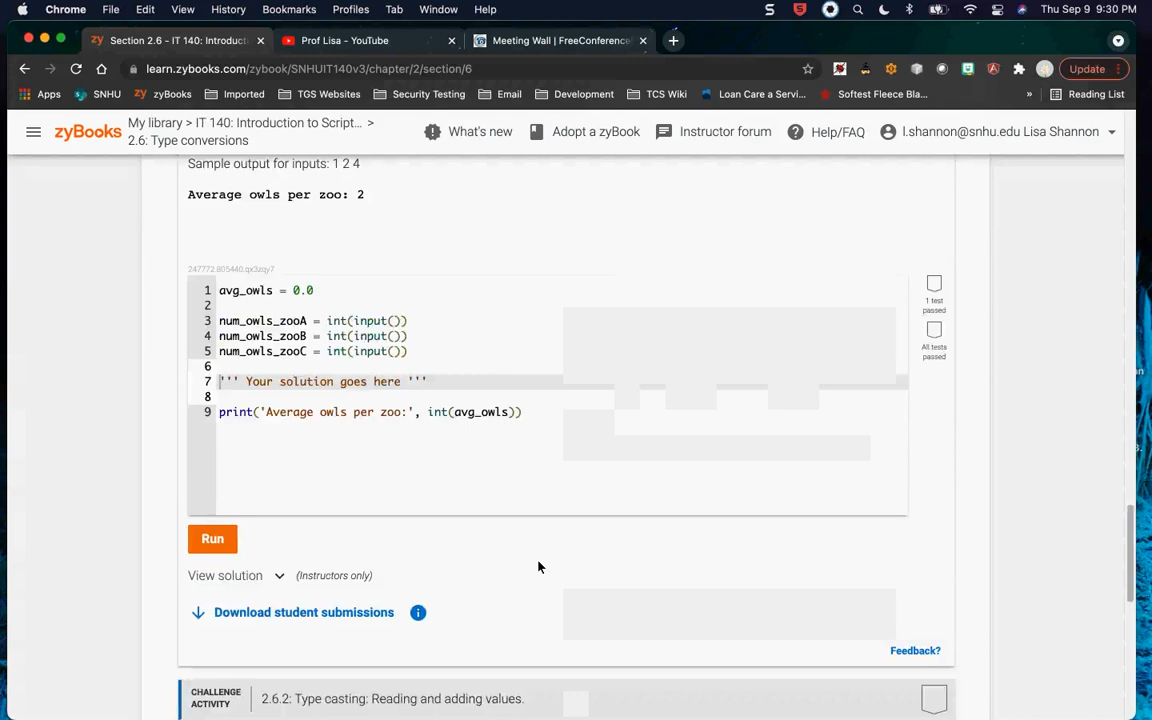 Chrome File Edit View History Bookmarks Profiles Tab Window Help Thu Sep 9 9:30 PM
Section 2.6 - IT 140: Introducti Prof Lisa - YouTube Meeting Wall | FreeConference
learn.zybooks.com/zybook/SNHUIT140v3/chapter/2/section/6 Update
Apps SNHU zyBooks Imported TGS Websites Security Testing Email Development TCS Wiki Loan Care a Servi... Softest Fleece Bla... » Reading List
zyBooks My library > IT 140: Introduction to Script... >
2.6: Type conversions
What's new Adopt a zyBook Instructor forum Help/FAQ l.shannon@snhu.edu Lisa Shannon
Sample output for inputs: 1 2 4
Average owls per zoo: 2
247772.805440.qx3zqy7
1 avg_owls = 0.0
2
3 num_owls_zooA = int(input())
4 num_owls_zooB = int(input())
5 num_owls_zooC = int(input())
6
7 ''' Your solution goes here '''
8
9 print('Average owls per zoo:', int(avg_owls))
1 test
passed
All tests
passed
Run
View solution (Instructors only)
Download student submissions
Feedback?
CHALLENGE
ACTIVITY
2.6.2: Type casting: Reading and adding values.